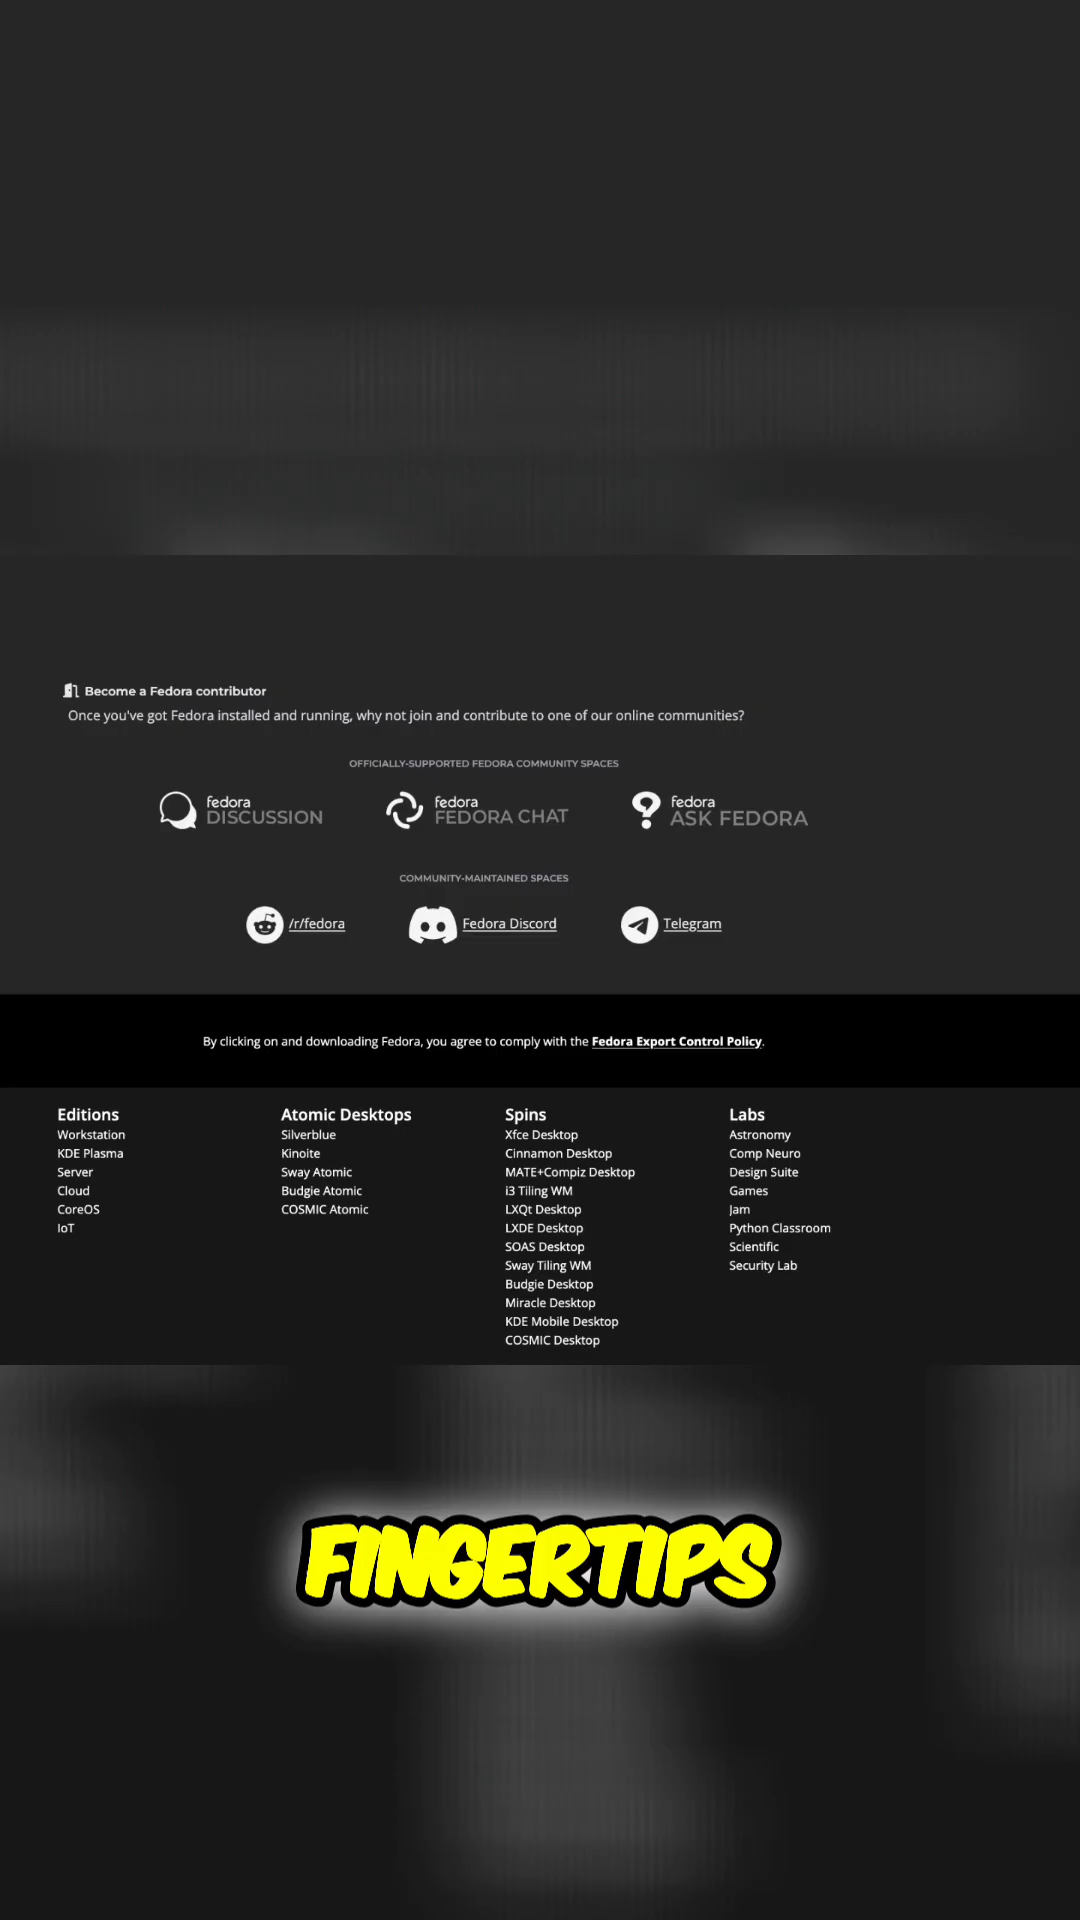 Become a Fedora contributor
Once you've got Fedora installed and running, why not join and contribute to one of our online communities?
OFFICIALLY-SUPPORTED FEDORA COMMUNITY SPACES
fedora
DISCUSSION
fedora
FEDORA CHAT
fedora
ASK FEDORA
COMMUNITY-MAINTAINED SPACES
/r/fedora
Fedora Discord
Telegram
By clicking on and downloading Fedora, you agree to comply with the Fedora Export Control Policy.
Editions
Workstation
KDE Plasma
Server
Cloud
CoreOS
IoT
Atomic Desktops
Silverblue
Kinoite
Sway Atomic
Budgie Atomic
COSMIC Atomic
Spins
Xfce Desktop
Cinnamon Desktop
MATE+Compiz Desktop
i3 Tiling WM
LXQt Desktop
LXDE Desktop
SOAS Desktop
Sway Tiling WM
Budgie Desktop
Miracle Desktop
KDE Mobile Desktop
COSMIC Desktop
Labs
Astronomy
Comp Neuro
Design Suite
Games
Jam
Python Classroom
Scientific
Security Lab
FINGERTIPS